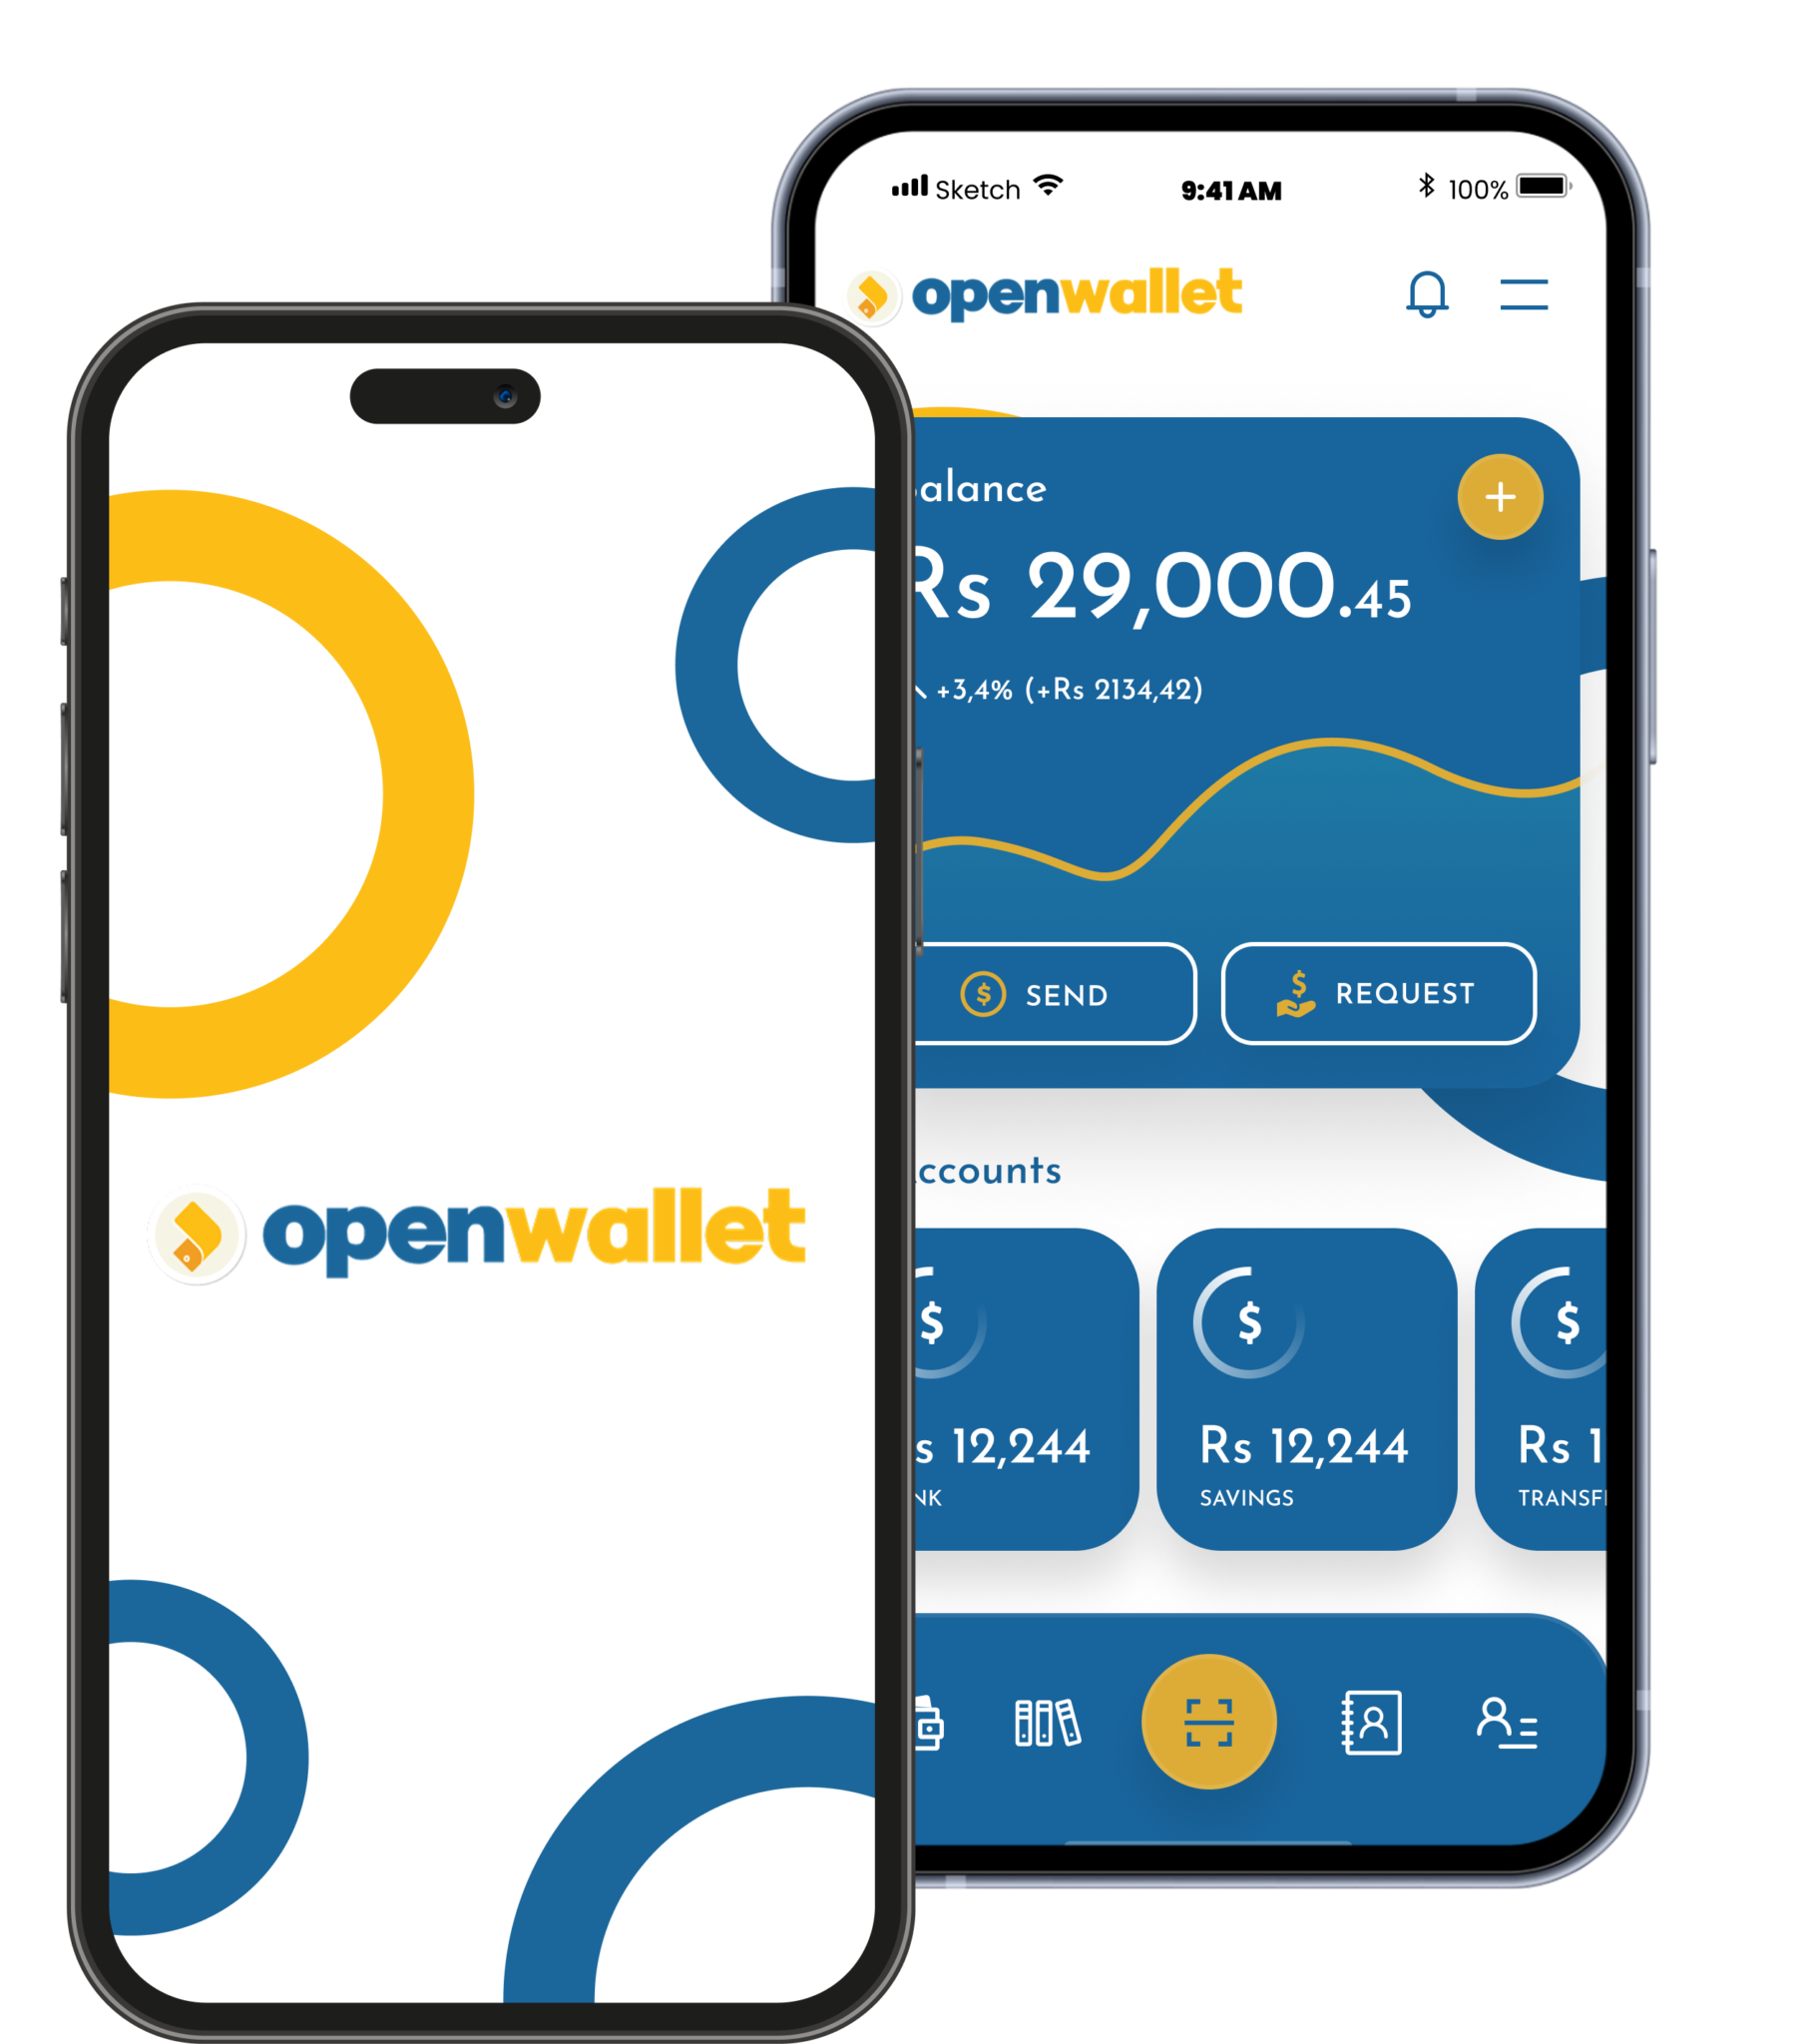 Sketch 9:41 AM 100%
openwallet
alance
Rs 29,000.45
+3,4% (+Rs 2134,42)
$ SEND $ REQUEST
ccounts
$ $ $
s 12,244 Rs 12,244 Rs 1
NK SAVINGS TRANSF
openwallet